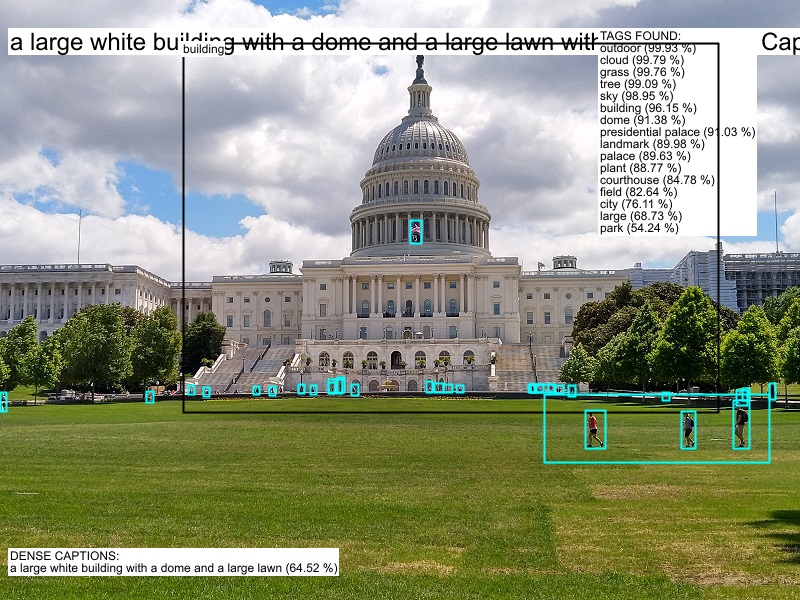 a large white building with a dome and a large lawn with
Cap
building
TAGS FOUND:
outdoor (99.93 %)
cloud (99.79 %)
grass (99.76 %)
tree (99.09 %)
sky (98.95 %)
building (96.15 %)
dome (91.38 %)
presidential palace (91.03 %)
landmark (89.98 %)
palace (89.63 %)
plant (88.77 %)
courthouse (84.78 %)
field (82.64 %)
city (76.11 %)
large (68.73 %)
park (54.24 %)
DENSE CAPTIONS:
a large white building with a dome and a large lawn (64.52 %)